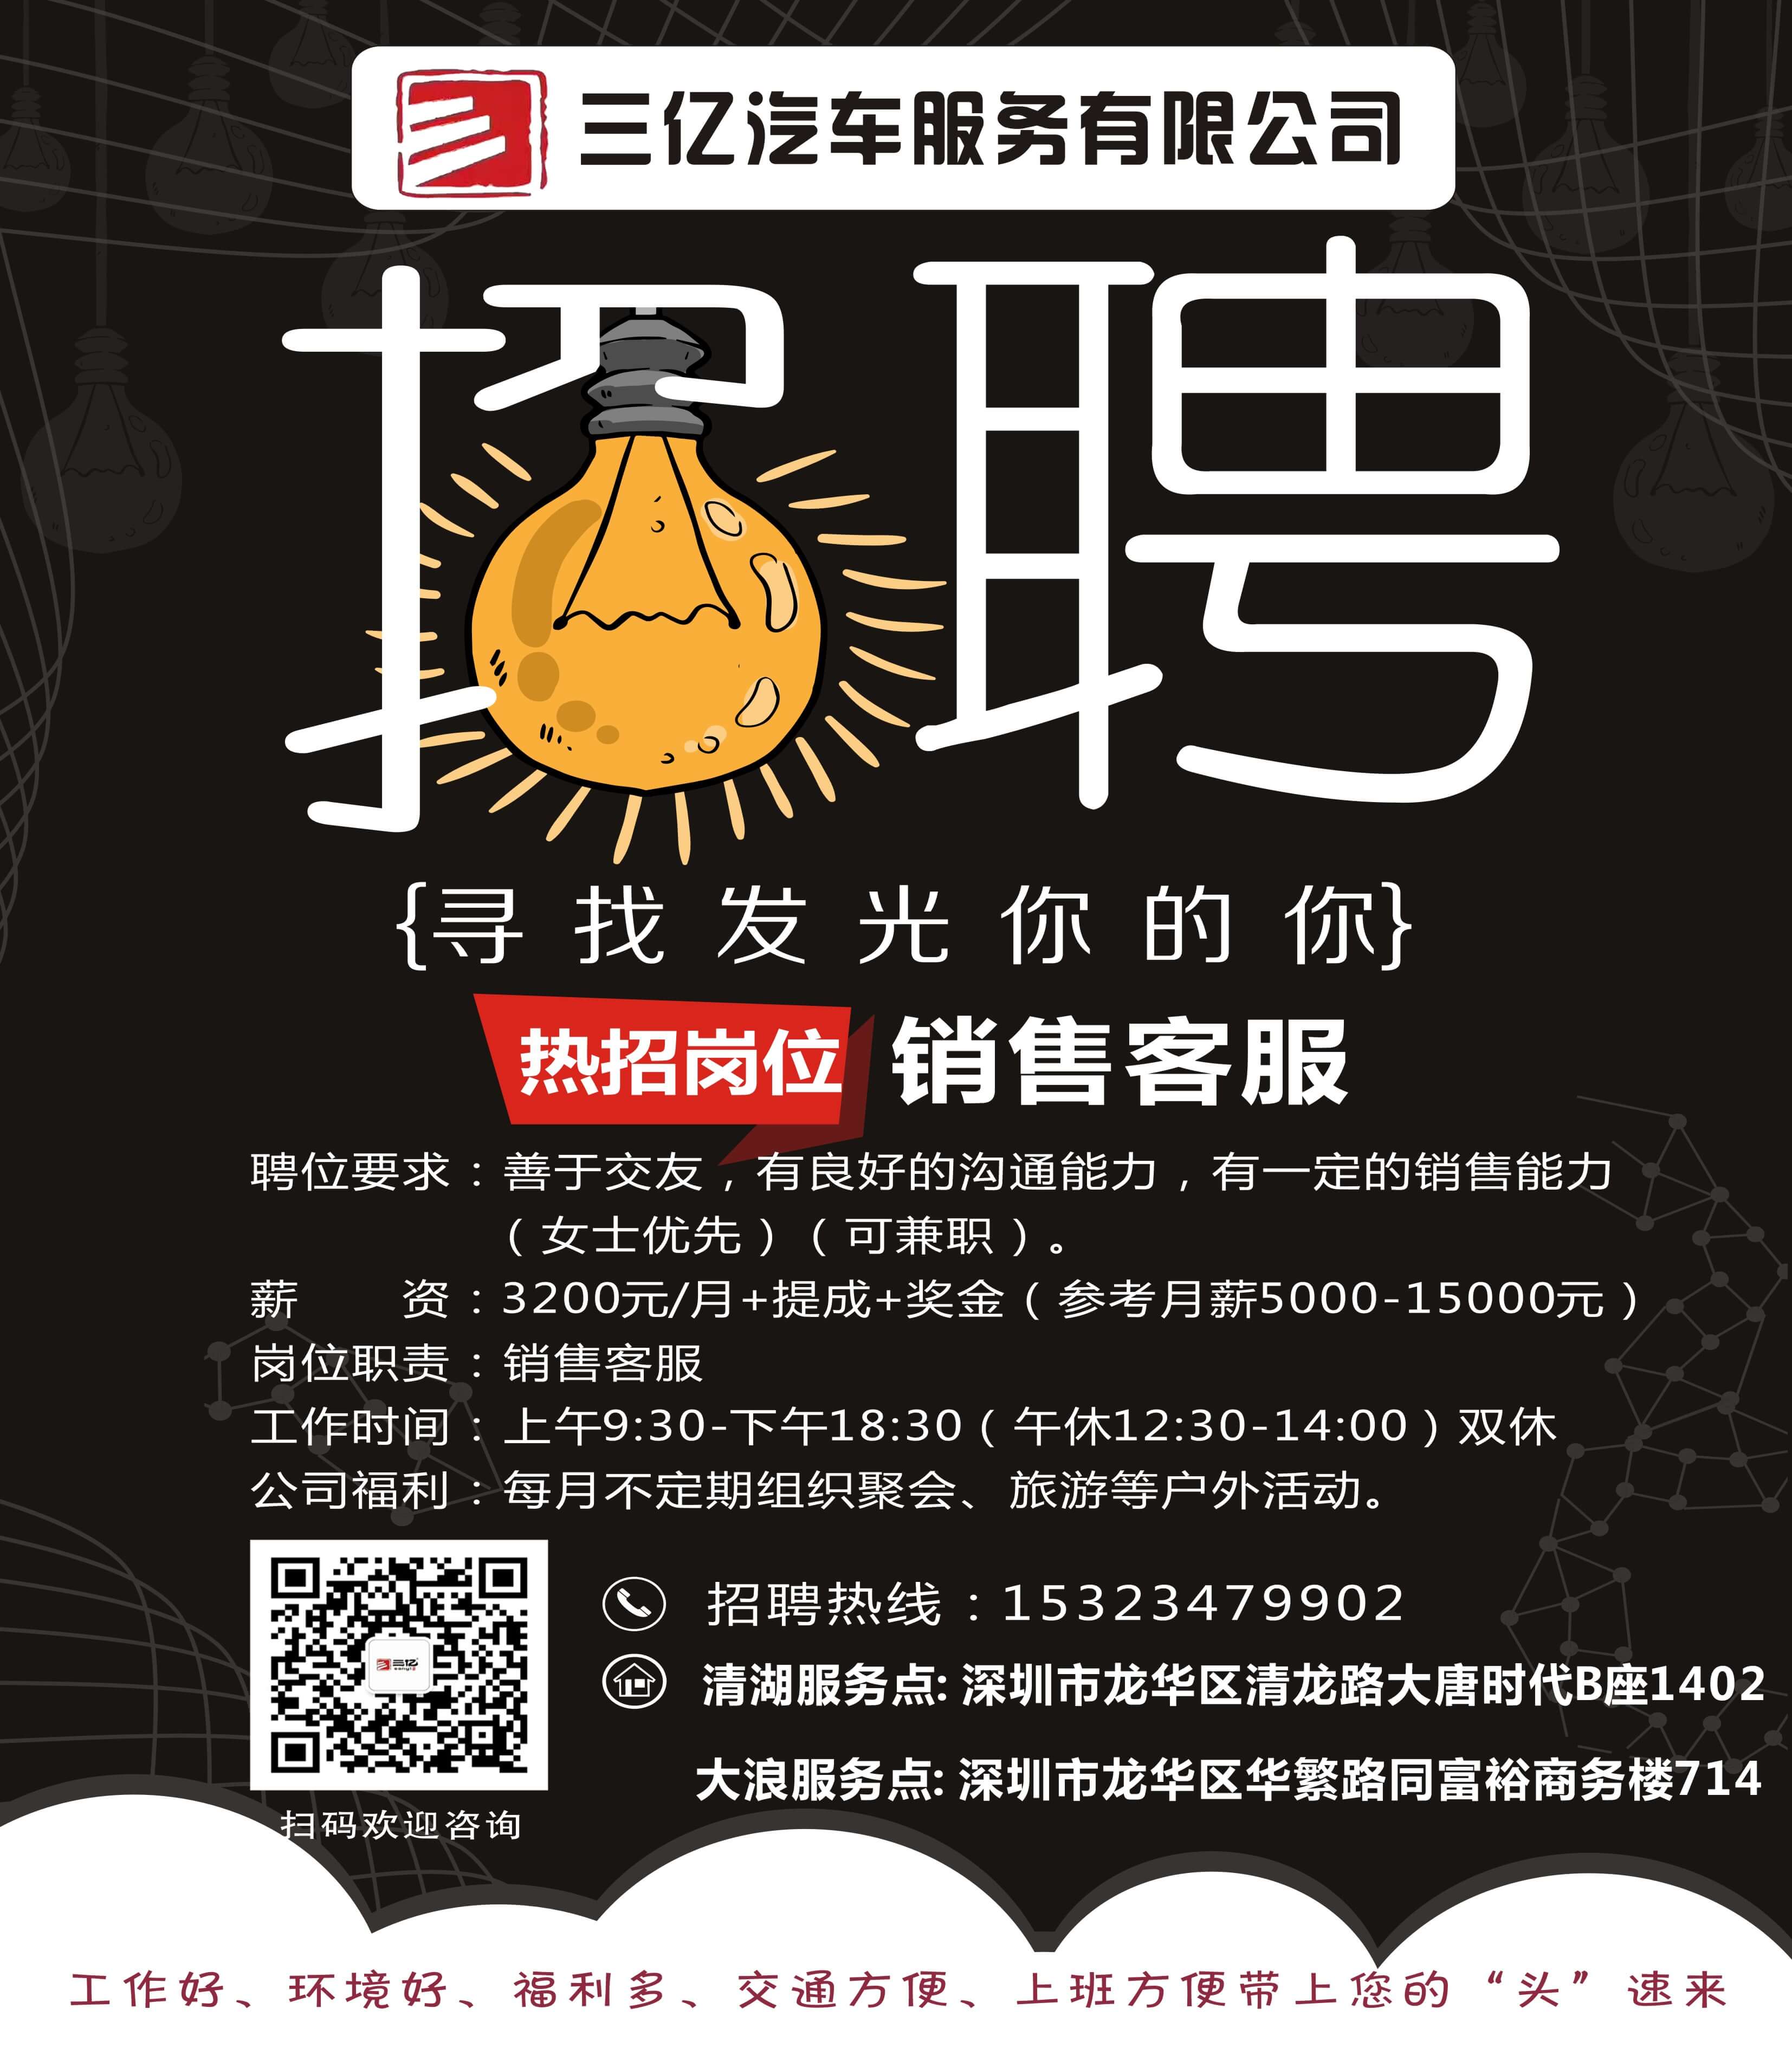 三亿汽车服务有限公司
招聘
{寻找发光你的你}
热招岗位 销售客服
聘位要求：善于交友，有良好的沟通能力，有一定的销售能力
（女士优先）（可兼职）。
薪 资：3200元/月+提成+奖金（参考月薪5000-15000元）
岗位职责：销售客服
工作时间：上午9:30-下午18:30（午休12:30-14:00）双休
公司福利：每月不定期组织聚会、旅游等户外活动。
招聘热线：15323479902
清湖服务点: 深圳市龙华区清龙路大唐时代B座1402
大浪服务点: 深圳市龙华区华繁路同富裕商务楼714
三亿
扫码欢迎咨询
工作好、环境好、福利多、交通方便、上班方便带上您的“头”速来